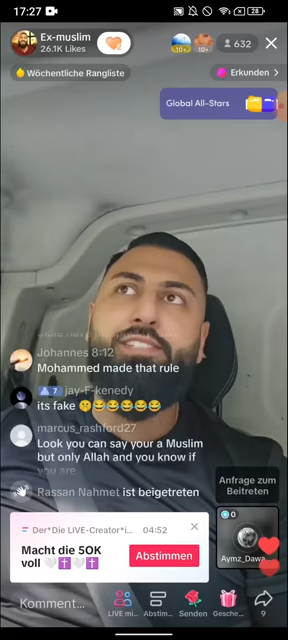 17:27
28
Ex-muslim
26.1K Likes
10+
10+
632
Wöchentliche Rangliste
Erkunden
Global All-Stars
Johannes 8:12
Mohammed made that rule
7 jay-F-kenedy
its fake 🤫😂😂😂😂😂
marcus_rashford27
Look you can say your a Muslim
but only Allah and you know if
you are
Rassan Nahmet ist beigetreten
Anfrage zum
Beitreten
Der*Die LIVE-Creator*i...
04:52
Macht die 50K
voll 🤍✝️🤍✝️
Abstimmen
0
Aymz_Dawa...
Kommentar...
LIVE mi...
Abstim...
Senden
Gesche...
9